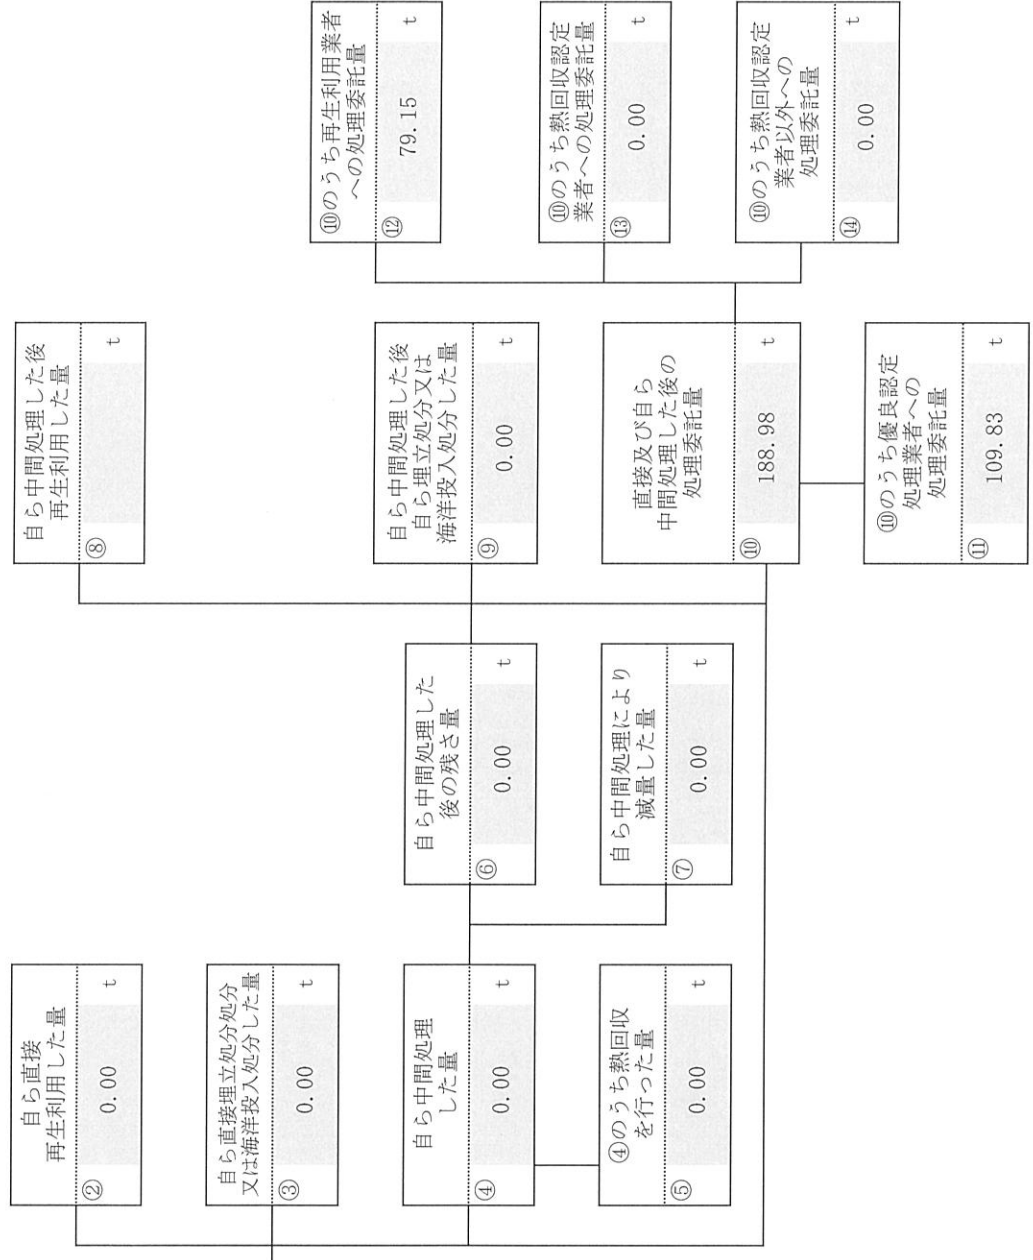 自ら直接
再生利用した量
② 0.00 t
自ら直接埋立処分処分
又は海洋投入処分した量
③ 0.00 t
自ら中間処理
した量
④ 0.00 t
④のうち熱回収
を行った量
⑤ 0.00 t
自ら中間処理した
後の残さ量
⑥ 0.00 t
自ら中間処理により
減量した量
⑦ 0.00 t
自ら中間処理した後
再生利用した量
⑧ t
自ら中間処理した後
自ら埋立処分又は
海洋投入処分した量
⑨ 0.00 t
直接及び自ら
中間処理した後の
処理委託量
⑩ 188.98 t
⑩のうち優良認定
処理業者への
処理委託量
⑪ 109.83 t
⑩のうち再生利用業者
への処理委託量
⑫ 79.15 t
⑩のうち熱回収認定
業者への処理委託量
⑬ 0.00 t
⑩のうち熱回収認定
業者以外への
処理委託量
⑭ 0.00 t